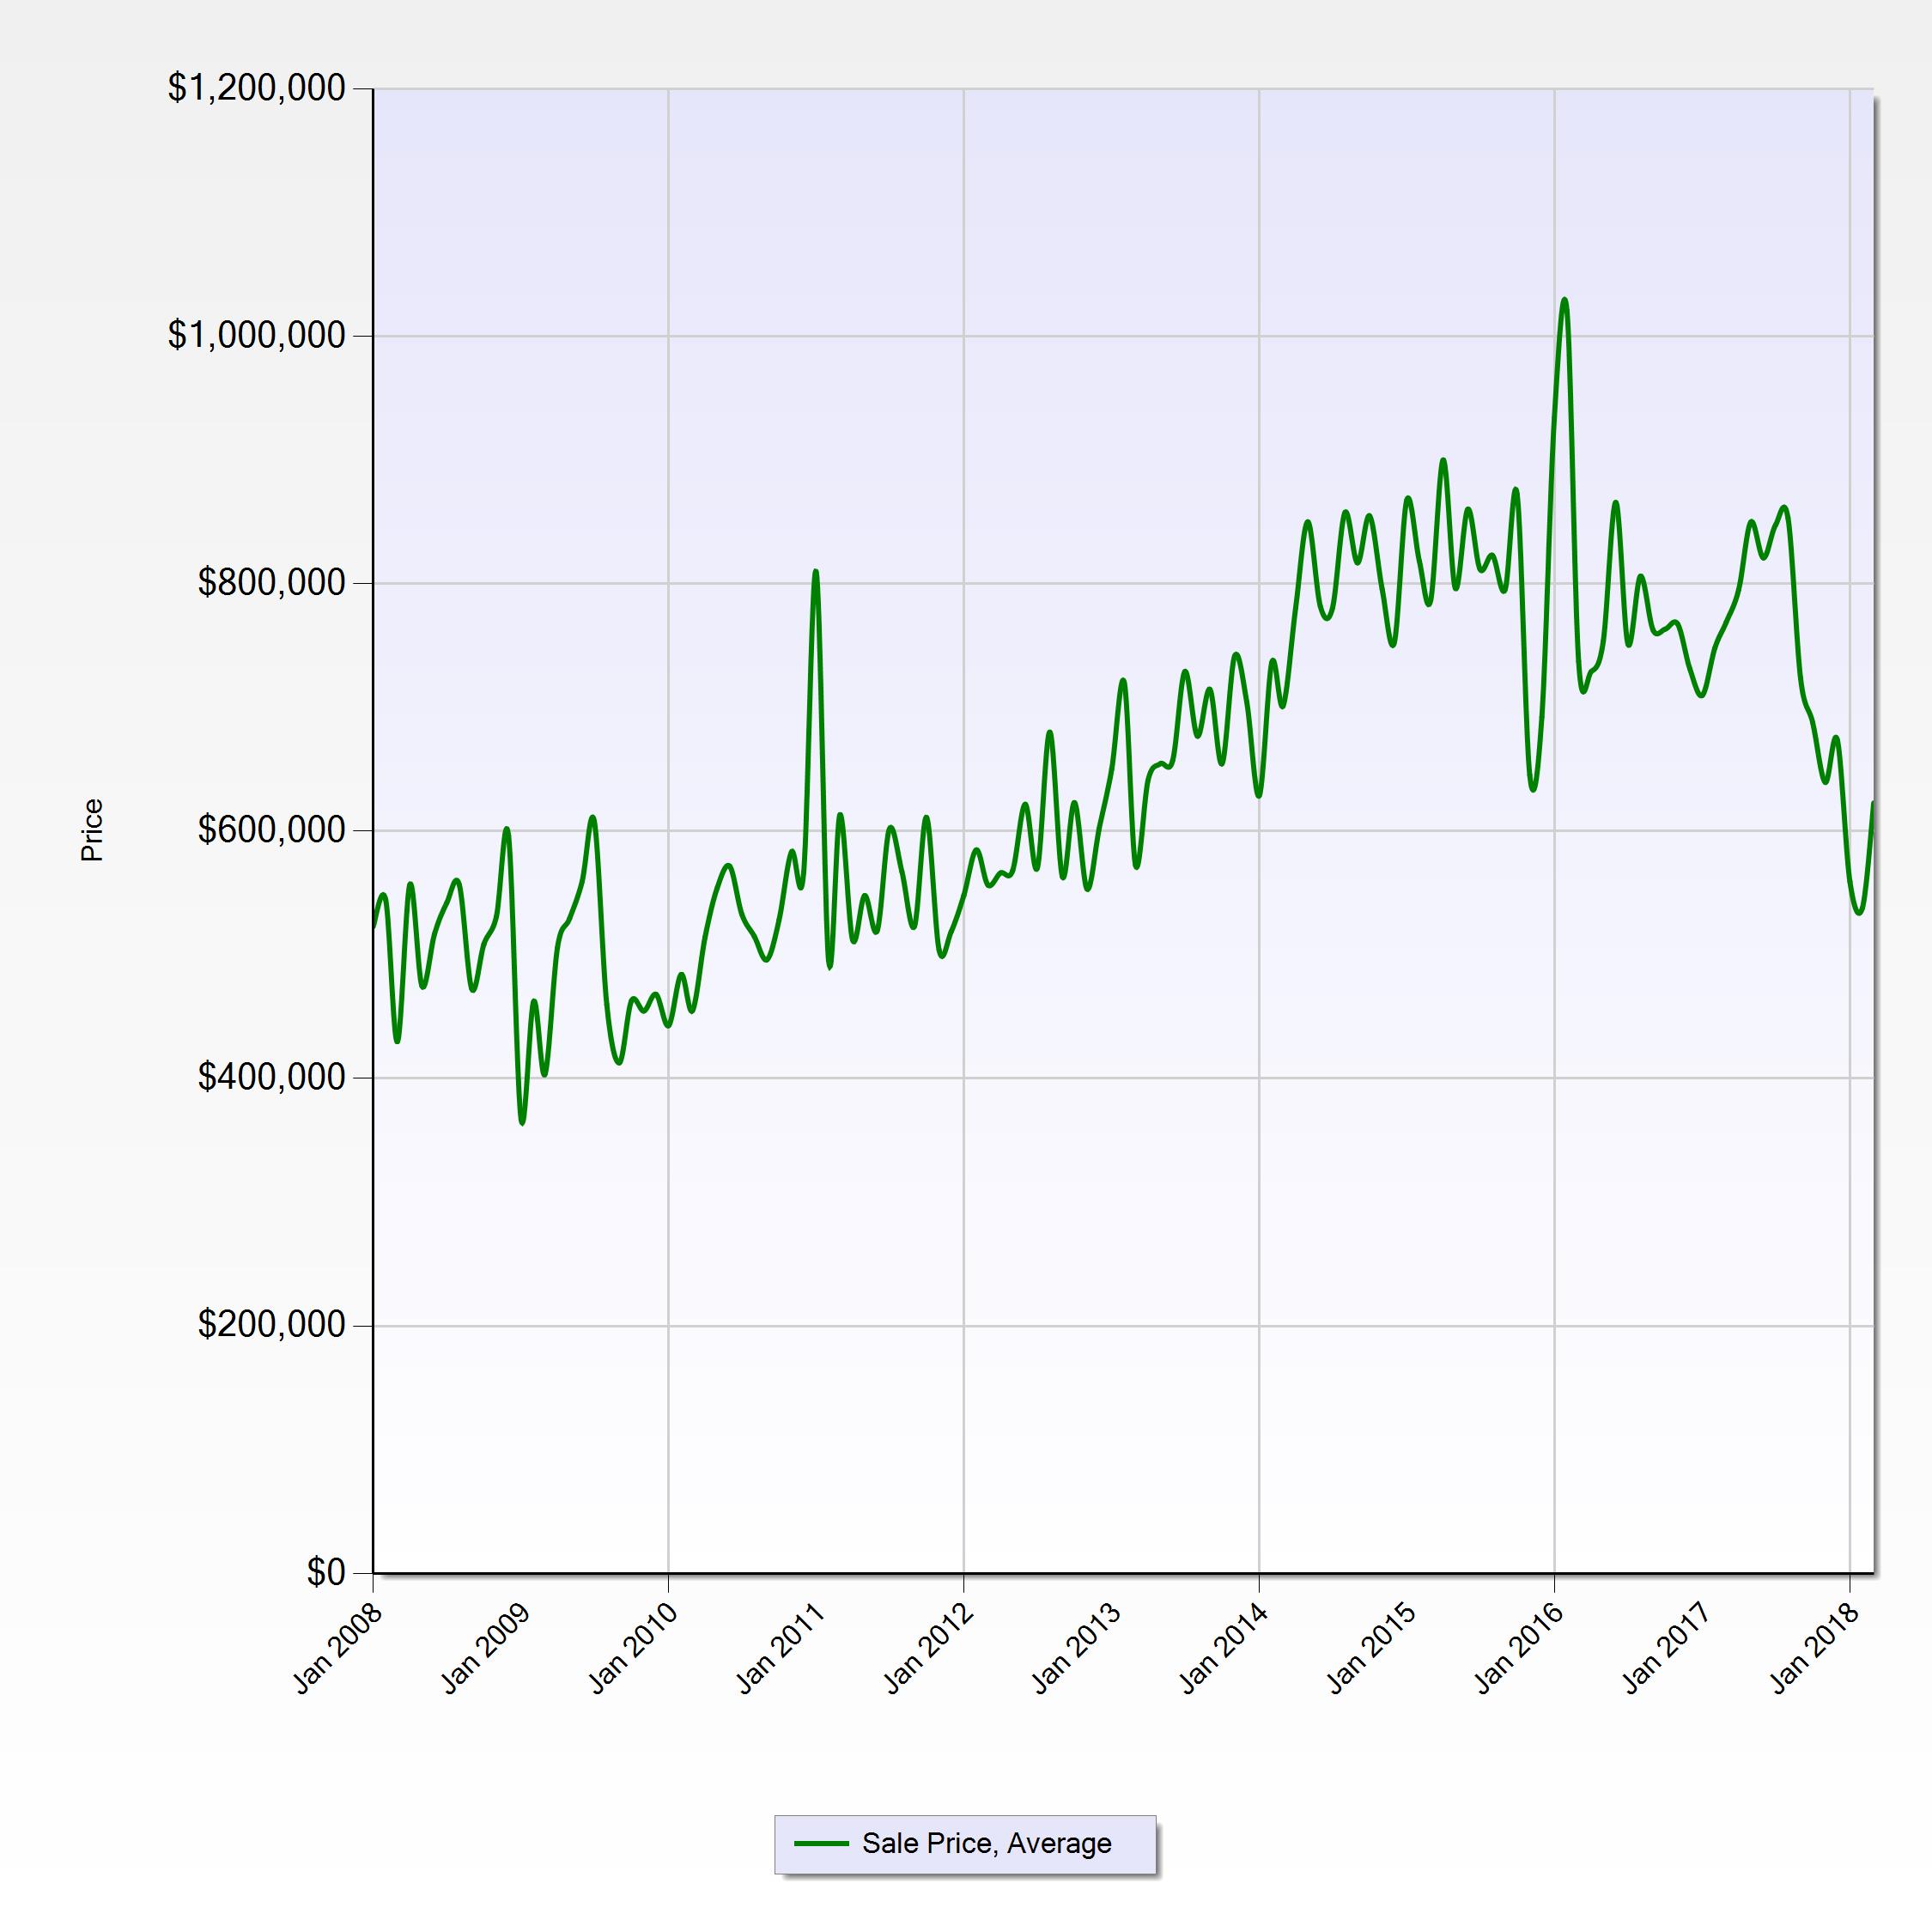 $1,200,000
$1,000,000
$800,000
$600,000
$400,000
$200,000
$0
Price
Jan 2008
Jan 2009
Jan 2010
Jan 2011
Jan 2012
Jan 2013
Jan 2014
Jan 2015
Jan 2016
Jan 2017
Jan 2018
Sale Price, Average